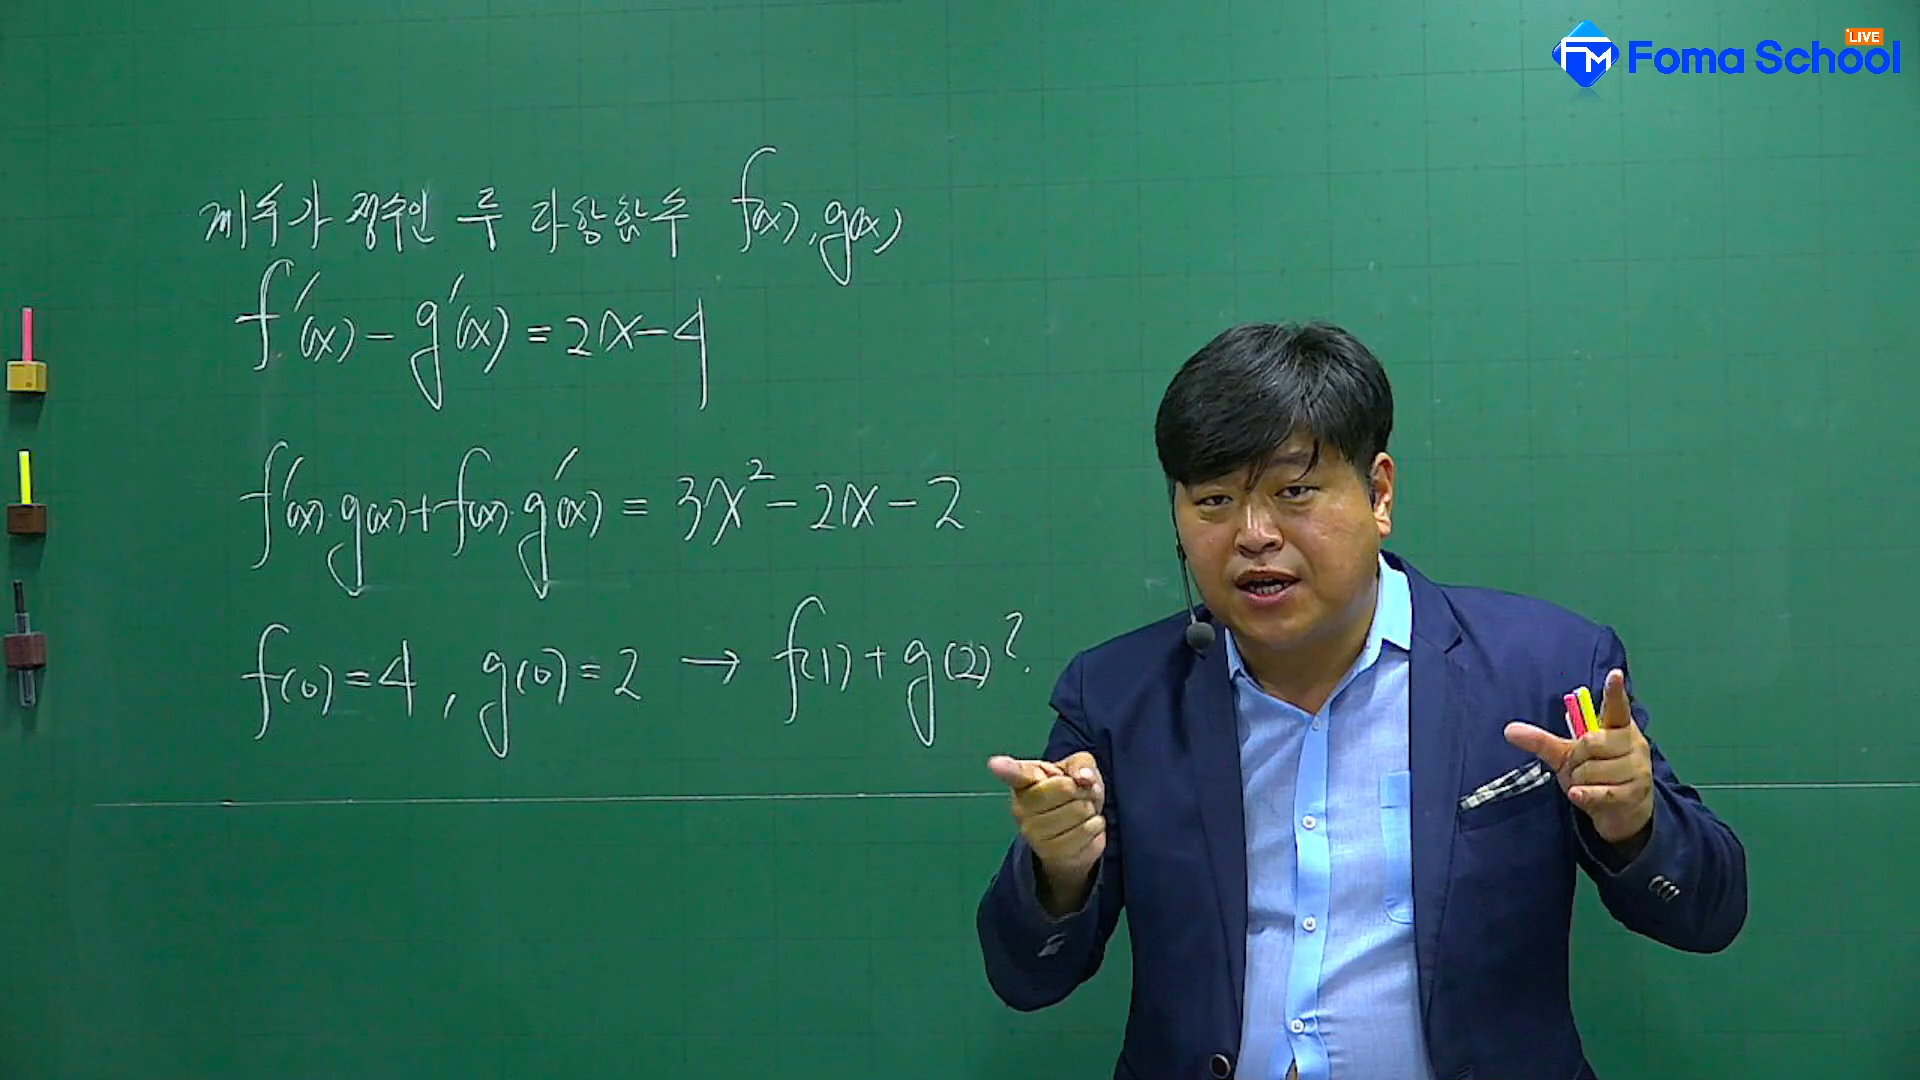 LIVE
FM Foma School
계수가 정수인 두 다항함수 f(x), g(x)
f'(x) - g'(x) = 2x - 4
f'(x)·g(x) + f(x)·g'(x) = 3x² - 2x - 2
f(0) = 4, g(0) = 2 → f(1) + g(2)?